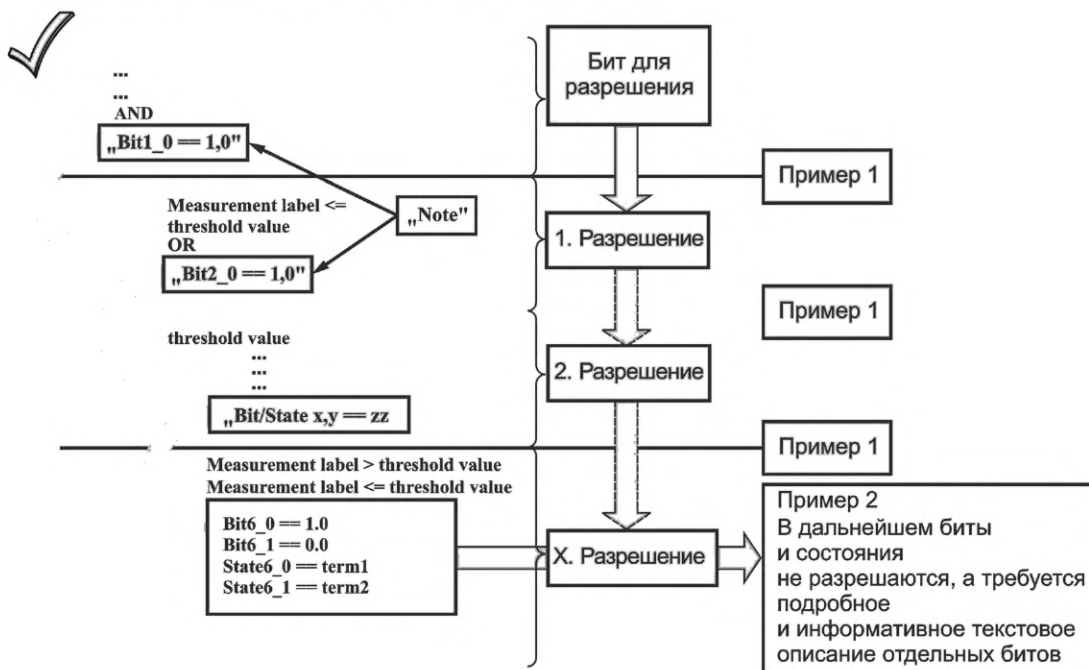 Бит для
разрешения
...
...
AND
„Bit1_0 == 1,0"
Пример 1
Measurement label <=
threshold value
OR
„Bit2_0 == 1,0"
„Note"
1. Разрешение
Пример 1
threshold value
...
...
...
„Bit/State x,y == zz
2. Разрешение
Пример 1
Measurement label > threshold value
Measurement label <= threshold value
Bit6_0 == 1.0
Bit6_1 == 0.0
State6_0 == term1
State6_1 == term2
X. Разрешение
Пример 2
В дальнейшем биты
и состояния
не разрешаются, а требуется
подробное
и информативное текстовое
описание отдельных битов